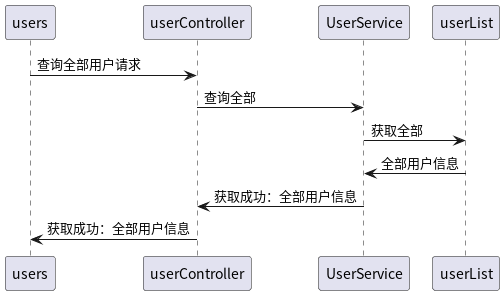 users userController UserService userList
查询全部用户请求
查询全部
获取全部
全部用户信息
获取成功：全部用户信息
获取成功：全部用户信息
users userController UserService userList